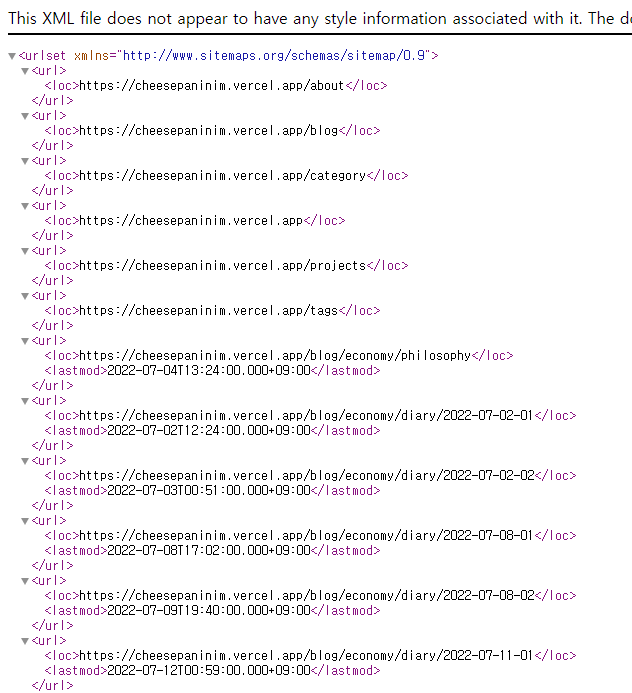 This XML file does not appear to have any style information associated with it. The do
▼<urlset xmlns="http://www.sitemaps.org/schemas/sitemap/0.9">
▼<url>
<loc>https://cheesepaninim.vercel.app/about</loc>
</url>
▼<url>
<loc>https://cheesepaninim.vercel.app/blog</loc>
</url>
▼<url>
<loc>https://cheesepaninim.vercel.app/category</loc>
</url>
▼<url>
<loc>https://cheesepaninim.vercel.app</loc>
</url>
▼<url>
<loc>https://cheesepaninim.vercel.app/projects</loc>
</url>
▼<url>
<loc>https://cheesepaninim.vercel.app/tags</loc>
</url>
▼<url>
<loc>https://cheesepaninim.vercel.app/blog/economy/philosophy</loc>
<lastmod>2022-07-04T13:24:00.000+09:00</lastmod>
</url>
▼<url>
<loc>https://cheesepaninim.vercel.app/blog/economy/diary/2022-07-02-01</loc>
<lastmod>2022-07-02T12:24:00.000+09:00</lastmod>
</url>
▼<url>
<loc>https://cheesepaninim.vercel.app/blog/economy/diary/2022-07-02-02</loc>
<lastmod>2022-07-03T00:51:00.000+09:00</lastmod>
</url>
▼<url>
<loc>https://cheesepaninim.vercel.app/blog/economy/diary/2022-07-08-01</loc>
<lastmod>2022-07-08T17:02:00.000+09:00</lastmod>
</url>
▼<url>
<loc>https://cheesepaninim.vercel.app/blog/economy/diary/2022-07-08-02</loc>
<lastmod>2022-07-09T19:40:00.000+09:00</lastmod>
</url>
▼<url>
<loc>https://cheesepaninim.vercel.app/blog/economy/diary/2022-07-11-01</loc>
<lastmod>2022-07-12T00:59:00.000+09:00</lastmod>
</url>